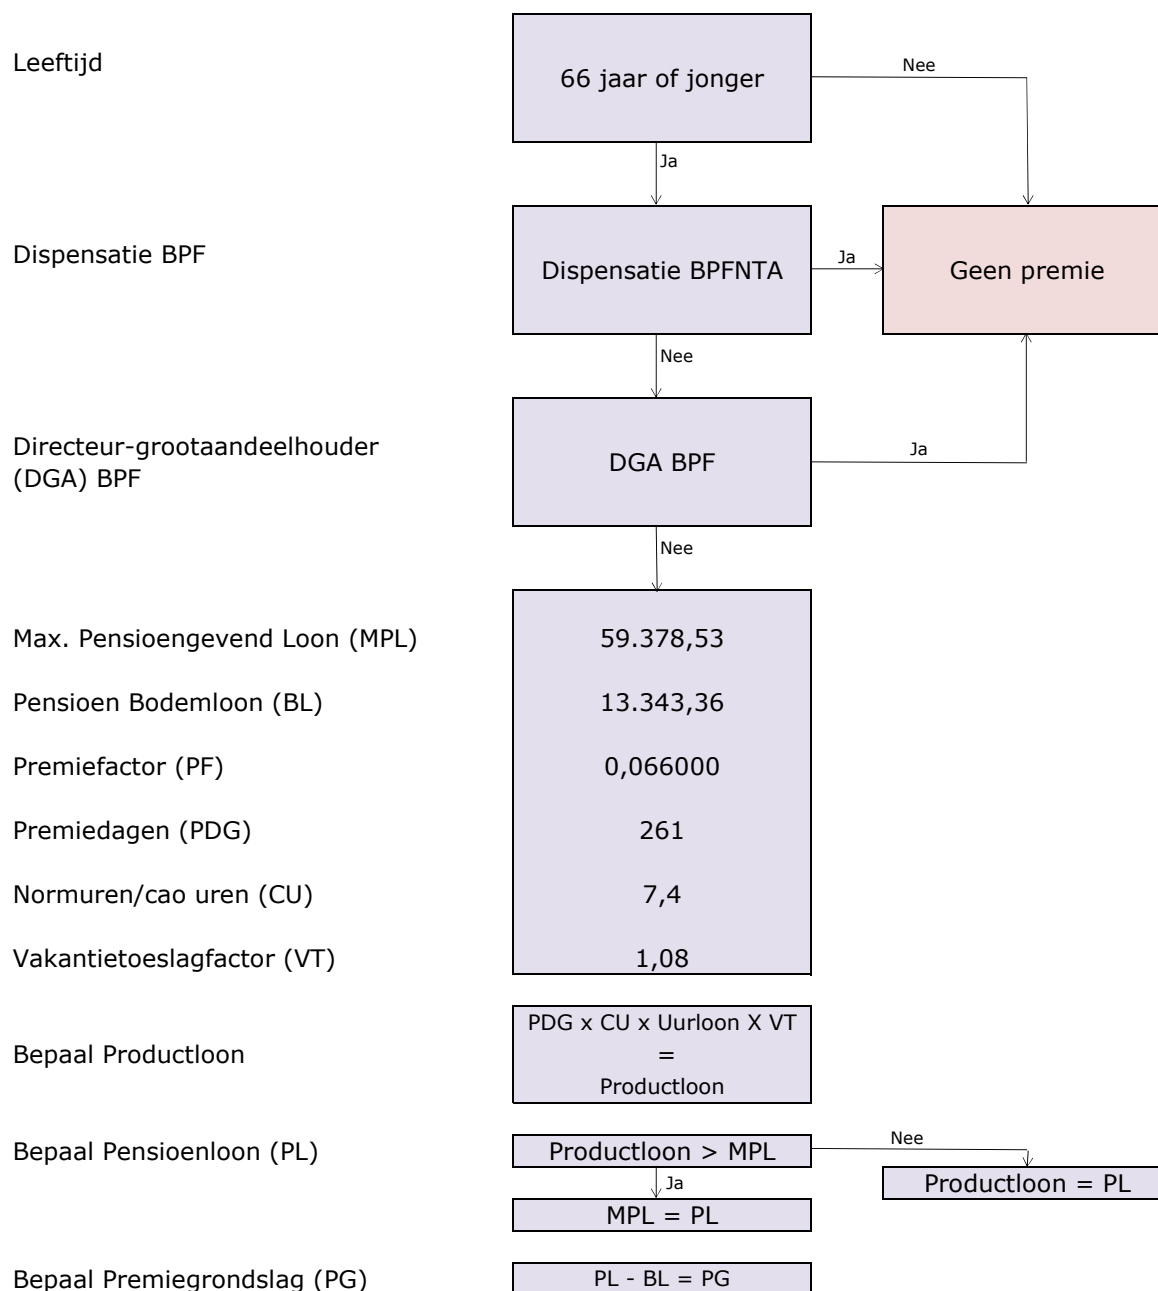 Leeftijd
66 jaar of jonger
Nee
Ja
Dispensatie BPF
Dispensatie BPFNTA
Ja
Geen premie
Nee
Directeur-grootaandeelhouder
(DGA) BPF
DGA BPF
Ja
Nee
Max. Pensioengevend Loon (MPL)
59.378,53
Pensioen Bodemloon (BL)
13.343,36
Premiefactor (PF)
0,066000
Premiedagen (PDG)
261
Normuren/cao uren (CU)
7,4
Vakantietoeslagfactor (VT)
1,08
Bepaal Productloon
PDG x CU x Uurloon X VT
=
Productloon
Bepaal Pensioenloon (PL)
Productloon > MPL
Nee
Productloon = PL
Ja
MPL = PL
Bepaal Premiegrondslag (PG)
PL - BL = PG